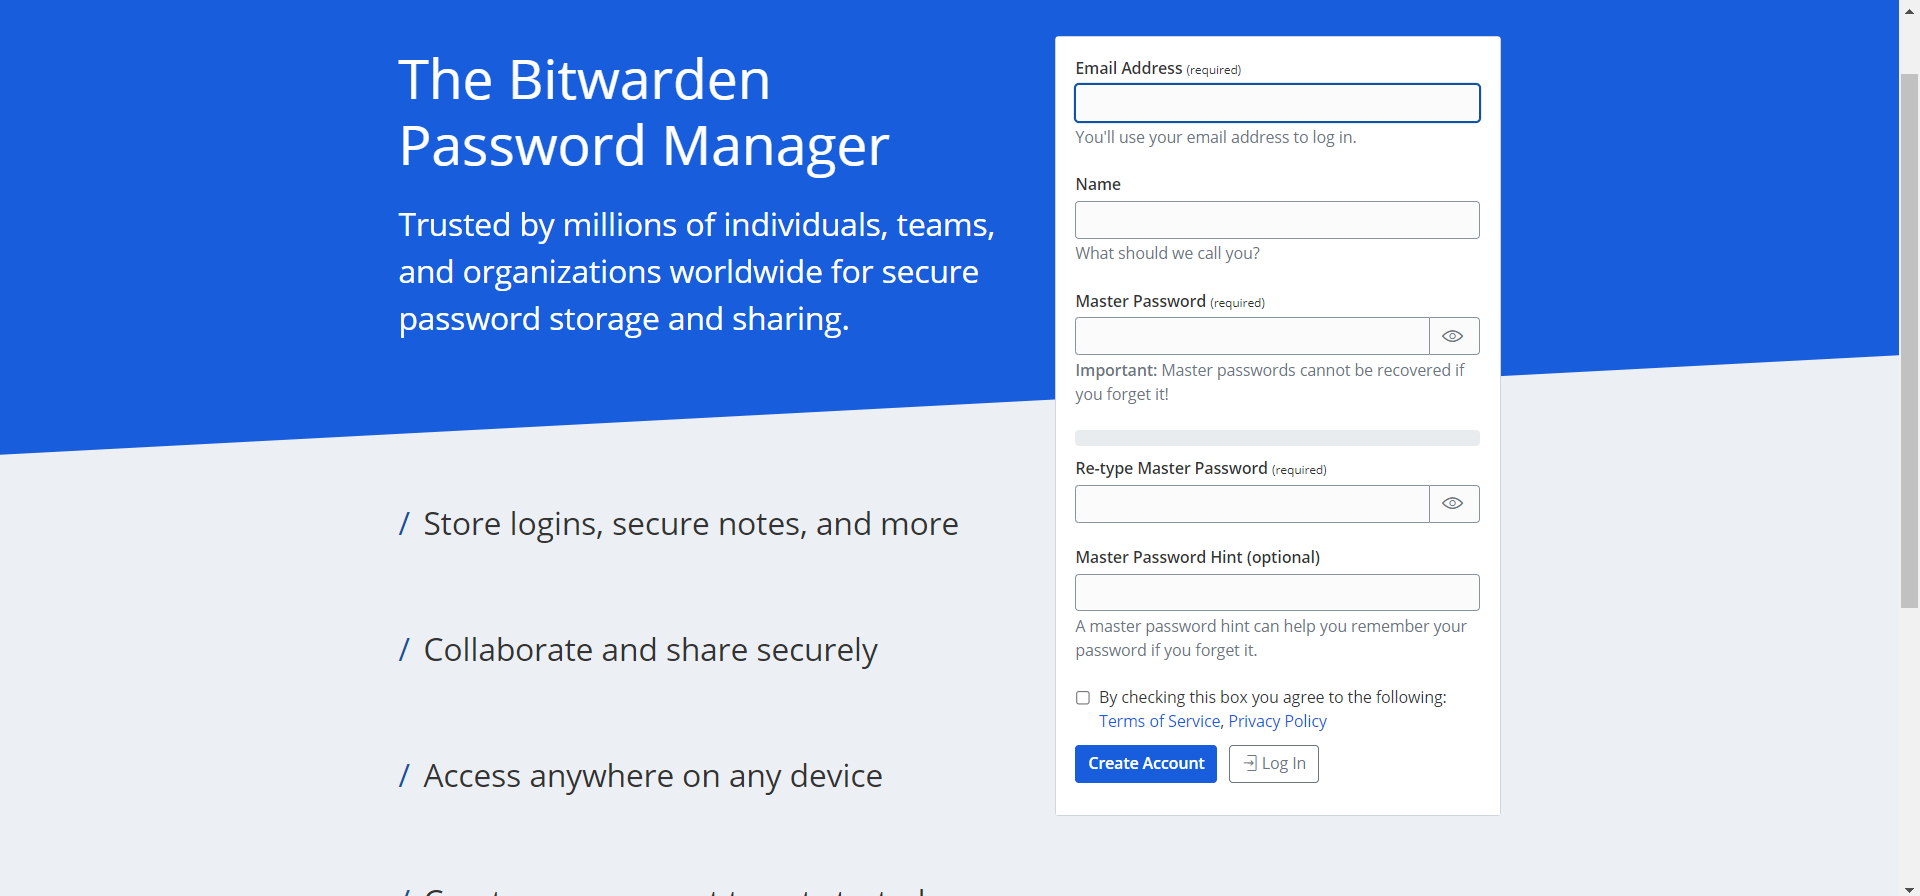 The Bitwarden
Password Manager
Trusted by millions of individuals, teams,
and organizations worldwide for secure
password storage and sharing.
/ Store logins, secure notes, and more
/ Collaborate and share securely
/ Access anywhere on any device
Email Address (required)
You'll use your email address to log in.
Name
What should we call you?
Master Password (required)
Important: Master passwords cannot be recovered if
you forget it!
Re-type Master Password (required)
Master Password Hint (optional)
A master password hint can help you remember your
password if you forget it.
By checking this box you agree to the following:
Terms of Service, Privacy Policy
Create Account
Log In